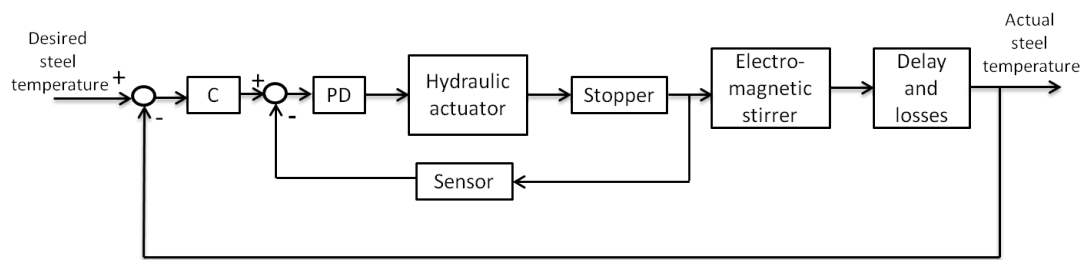 Desired
steel
temperature
+
-
C
+
-
PD
Hydraulic
actuator
Stopper
Sensor
Electro-
magnetic
stirrer
Delay
and
losses
Actual
steel
temperature